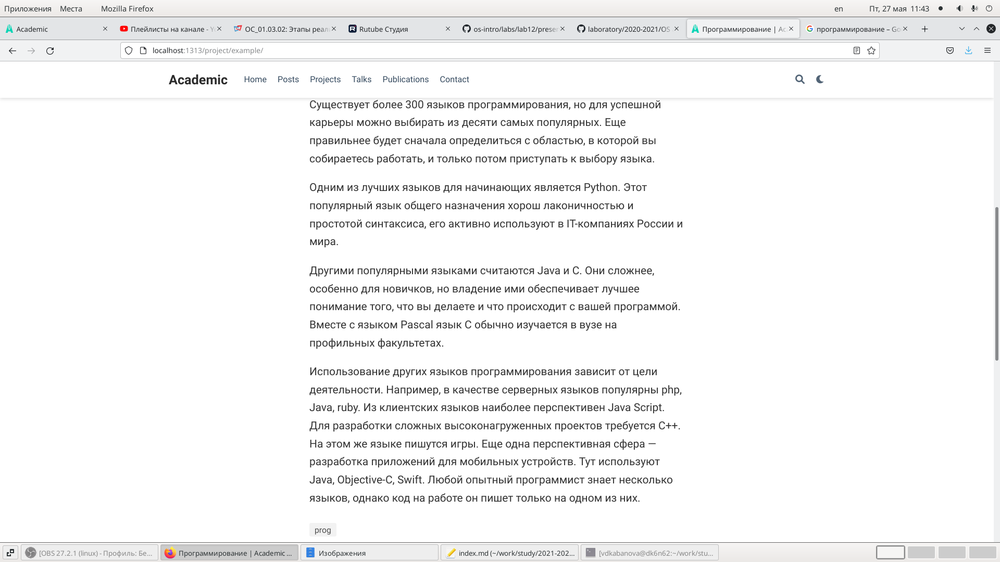 Приложения Места Mozilla Firefox en Пт, 27 мая 11:43
Academic Плейлисты на канале - ОС_01.03.02: Этапы реал Rutube Студия os-intro/labs/lab12/presen laboratory/2020-2021/OS Программирование | Ac программирование – Go
localhost:1313/project/example/
Academic Home Posts Projects Talks Publications Contact
Существует более 300 языков программирования, но для успешной
карьеры можно выбирать из десяти самых популярных. Еще
правильнее будет сначала определиться с областью, в которой вы
собираетесь работать, и только потом приступать к выбору языка.
Одним из лучших языков для начинающих является Python. Этот
популярный язык общего назначения хорош лаконичностью и
простотой синтаксиса, его активно используют в IT-компаниях России и
мира.
Другими популярными языками считаются Java и C. Они сложнее,
особенно для новичков, но владение ими обеспечивает лучшее
понимание того, что вы делаете и что происходит с вашей программой.
Вместе с языком Pascal язык C обычно изучается в вузе на
профильных факультетах.
Использование других языков программирования зависит от цели
деятельности. Например, в качестве серверных языков популярны php,
Java, ruby. Из клиентских языков наиболее перспективен Java Script.
Для разработки сложных высоконагруженных проектов требуется C++.
На этом же языке пишутся игры. Еще одна перспективная сфера —
разработка приложений для мобильных устройств. Тут используют
Java, Objective-C, Swift. Любой опытный программист знает несколько
языков, однако код на работе он пишет только на одном из них.
prog
[OBS 27.2.1 (linux) - Профиль: Бе... Программирование | Academic ... Изображения index.md (~/work/study/2021-202... [vdkabanova@dk6n62:~/work/stu...